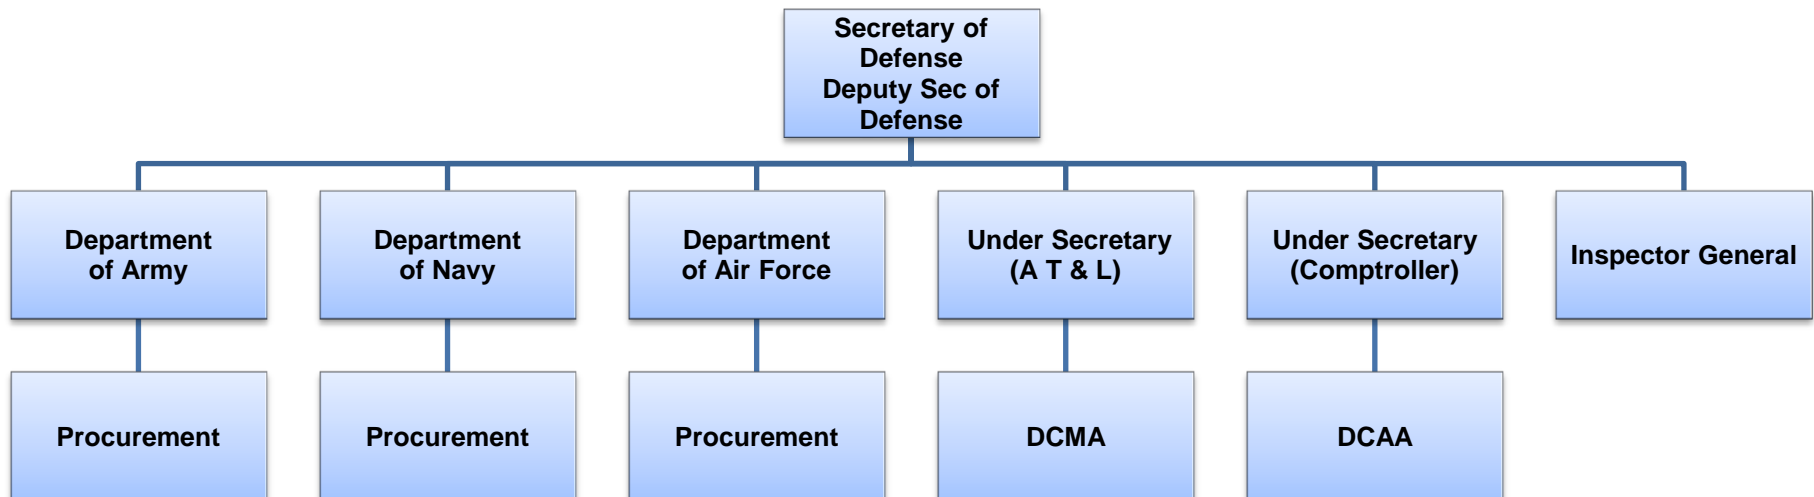 Secretary of
Defense
Deputy Sec of
Defense
Department
of Army
Department
of Navy
Department
of Air Force
Under Secretary
(A T & L)
Under Secretary
(Comptroller)
Inspector General
Procurement
Procurement
Procurement
DCMA
DCAA